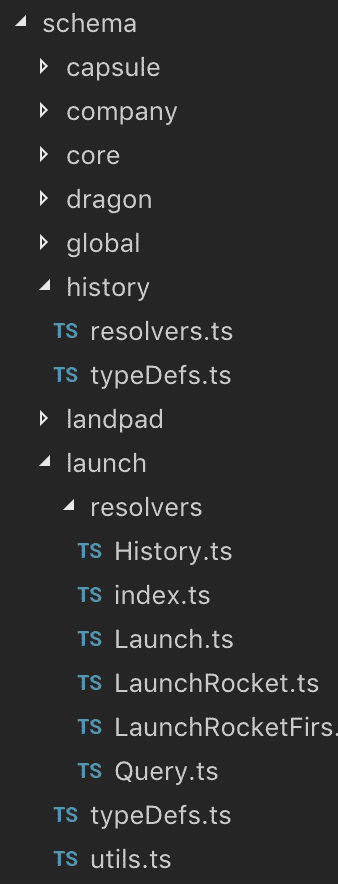 schema
capsule
company
core
dragon
global
history
TS resolvers.ts
TS typeDefs.ts
landpad
launch
resolvers
TS History.ts
TS index.ts
TS Launch.ts
TS LaunchRocket.ts
TS LaunchRocketFirs.
TS Query.ts
TS typeDefs.ts
TS utils.ts